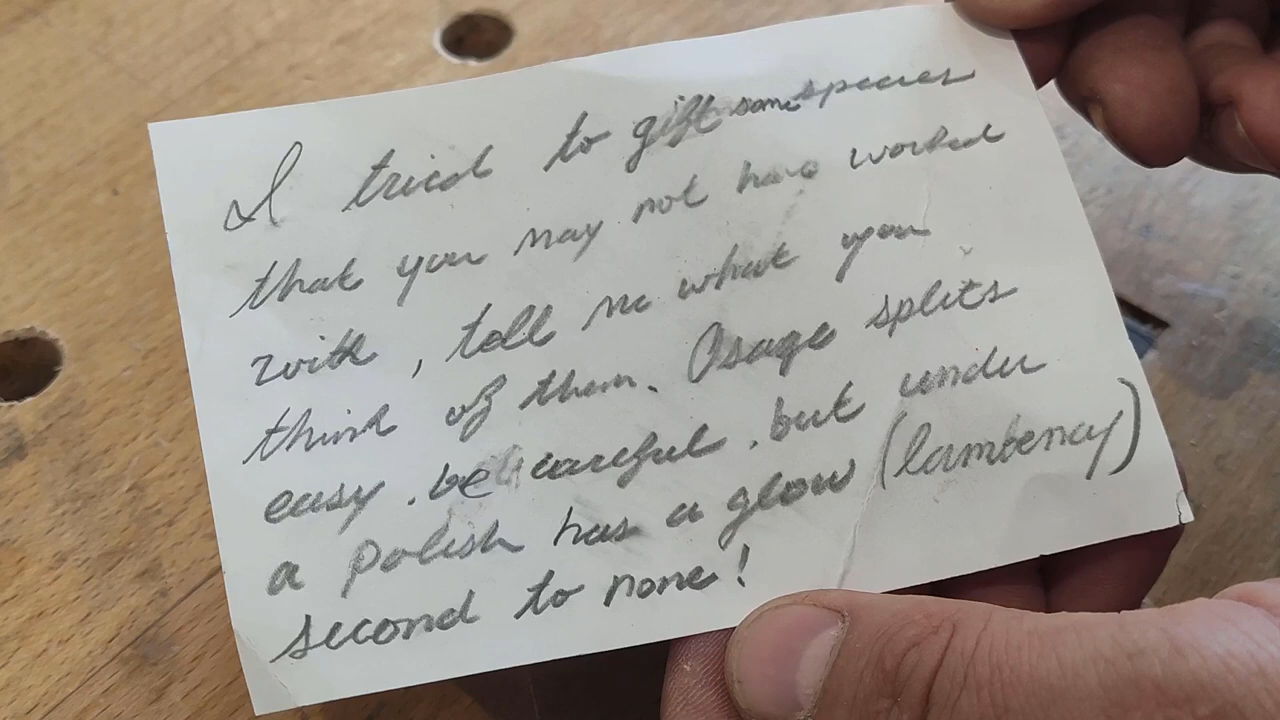 I tried to gift some species
that you may not have worked
with, tell me what you
think of them. Osage splits
easy. be careful. but under
a polish has a glow (lambency)
second to none!